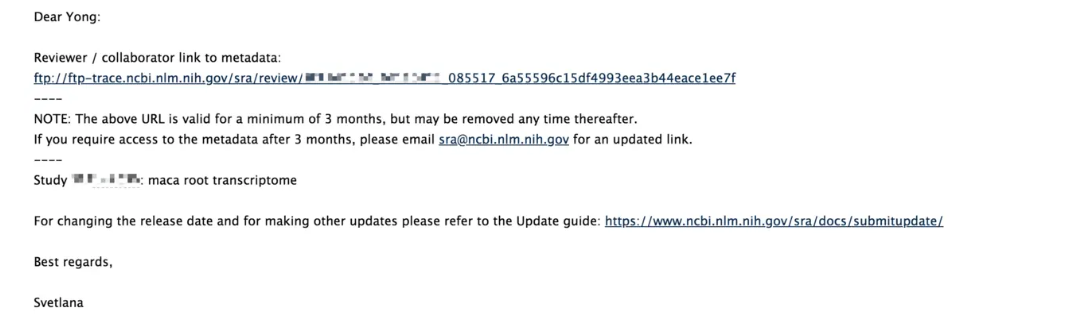 Dear Yong:
Reviewer / collaborator link to metadata:
ftp://ftp-trace.ncbi.nlm.nih.gov/sra/review/ _085517_6a55596c15df4993eea3b44eace1ee7f
----
NOTE: The above URL is valid for a minimum of 3 months, but may be removed any time thereafter.
If you require access to the metadata after 3 months, please email sra@ncbi.nlm.nih.gov for an updated link.
----
Study : maca root transcriptome
For changing the release date and for making other updates please refer to the Update guide: https://www.ncbi.nlm.nih.gov/sra/docs/submitupdate/
Best regards,
Svetlana